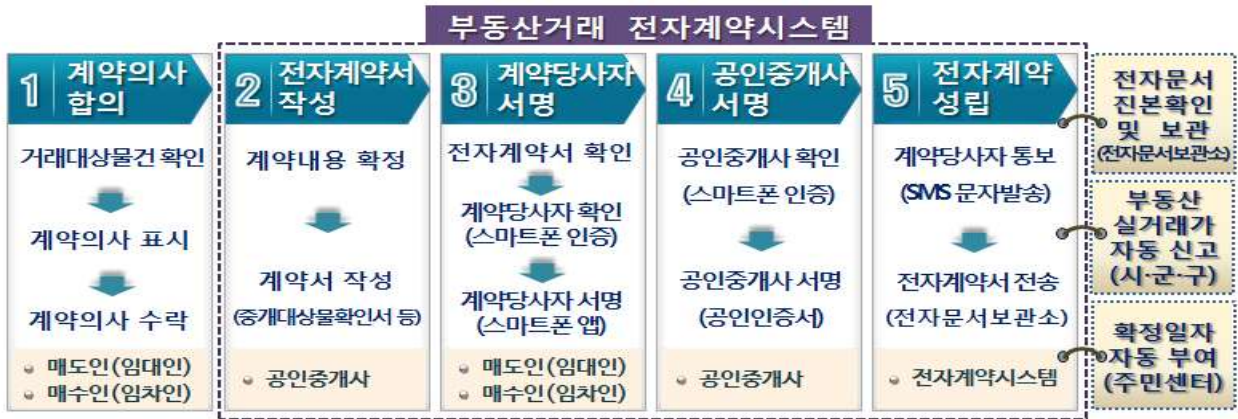 부동산거래 전자계약시스템
1 계약의사
합의
거래대상물건 확인
계약의사 표시
계약의사 수락
매도인(임대인)
매수인(임차인)
2 전자계약서
작성
계약내용 확정
계약서 작성
(중개대상물확인서 등)
공인중개사
3 계약당사자
서명
전자계약서 확인
계약당사자 확인
(스마트폰 인증)
계약당사자 서명
(스마트폰 앱)
매도인(임대인)
매수인(임차인)
4 공인중개사
서명
공인중개사 확인
(스마트폰 인증)
공인중개사 서명
(공인인증서)
공인중개사
5 전자계약
성립
계약당사자 통보
(SMS 문자발송)
전자계약서 전송
(전자문서보관소)
전자계약시스템
전자문서
진본확인
및 보관
(전자문서보관소)
부동산
실거래가
자동 신고
(시·군·구)
확정일자
자동 부여
(주민센터)